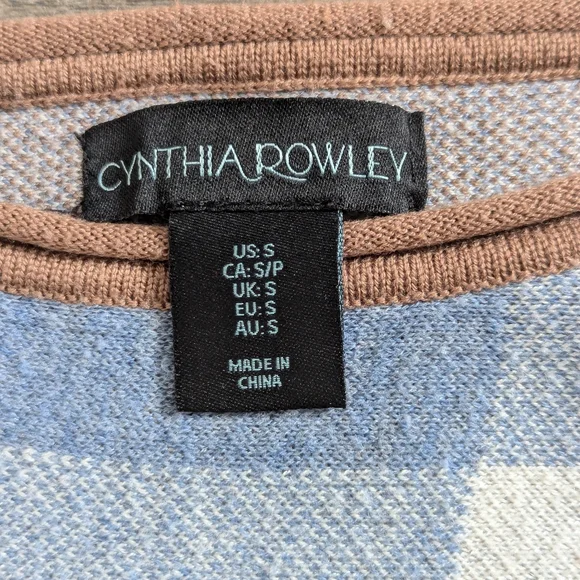 CYNTHIA ROWLEY
US: S
CA: S/P
UK: S
EU: S
AU: S
MADE IN
CHINA